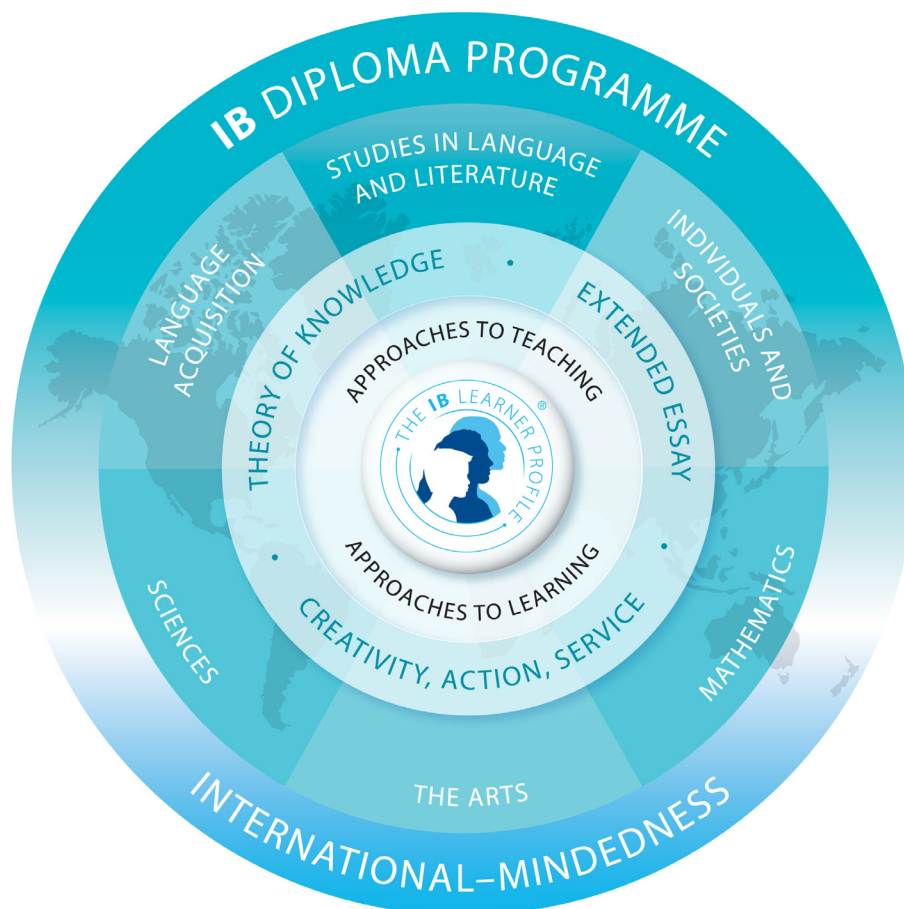 IB DIPLOMA PROGRAMME
STUDIES IN LANGUAGE
AND LITERATURE
LANGUAGE
ACQUISITION
INDIVIDUALS AND
SOCIETIES
THEORY OF KNOWLEDGE
EXTENDED ESSAY
APPROACHES TO TEACHING
THE IB LEARNER PROFILE
®
APPROACHES TO LEARNING
CREATIVITY, ACTION, SERVICE
SCIENCES
MATHEMATICS
THE ARTS
INTERNATIONAL–MINDEDNESS